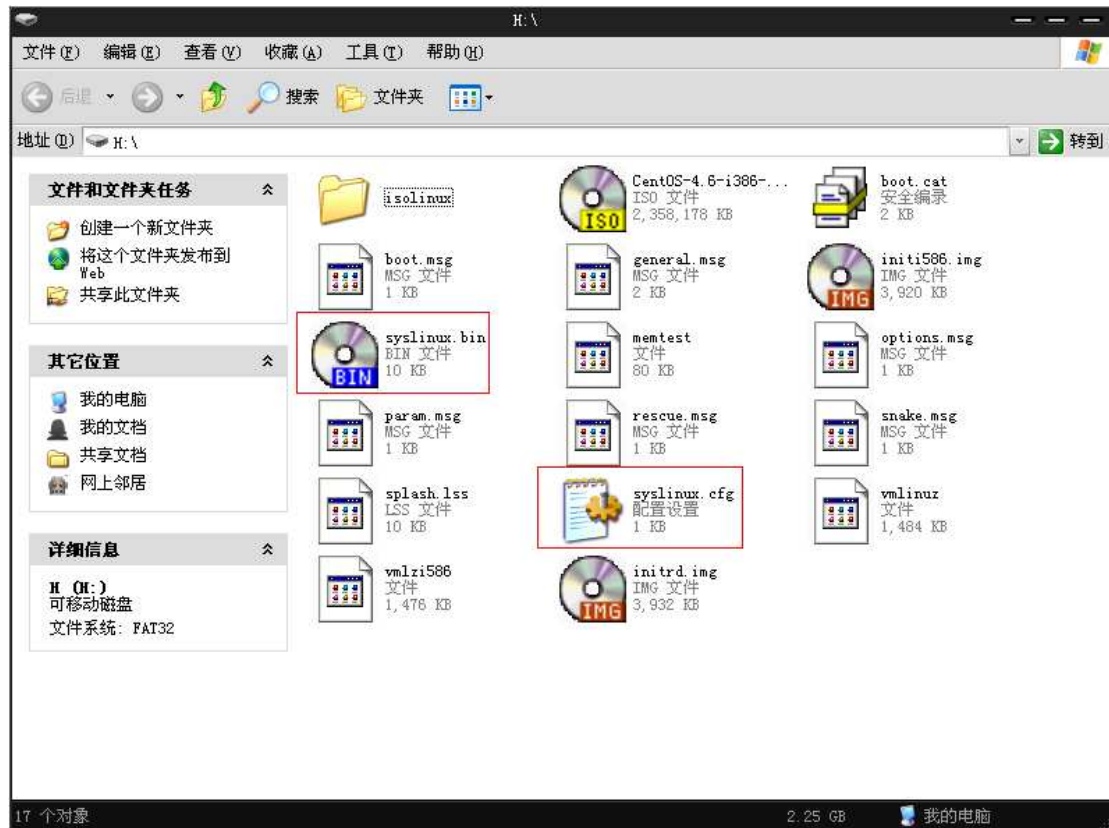 H:\
文件(F) 编辑(E) 查看(V) 收藏(A) 工具(T) 帮助(H)
后退 搜索 文件夹
地址(D) H:\ 转到
文件和文件夹任务
创建一个新文件夹
将这个文件夹发布到
Web
共享此文件夹
其它位置
我的电脑
我的文档
共享文档
网上邻居
详细信息
H (H:)
可移动磁盘
文件系统: FAT32
isolinux
CentOS-4.6-i386-...
ISO 文件
2,358,178 KB
ISO
boot.cat
安全编录
2 KB
boot.msg
MSG 文件
1 KB
general.msg
MSG 文件
2 KB
initi586.img
IMG 文件
3,920 KB
IMG
syslinux.bin
BIN 文件
10 KB
BIN
memtest
文件
80 KB
options.msg
MSG 文件
1 KB
param.msg
MSG 文件
1 KB
rescue.msg
MSG 文件
1 KB
snake.msg
MSG 文件
1 KB
splash.lss
LSS 文件
10 KB
syslinux.cfg
配置设置
1 KB
vmlinuz
文件
1,484 KB
vmlzi586
文件
1,476 KB
initrd.img
IMG 文件
3,932 KB
IMG
17 个对象 2.25 GB 我的电脑